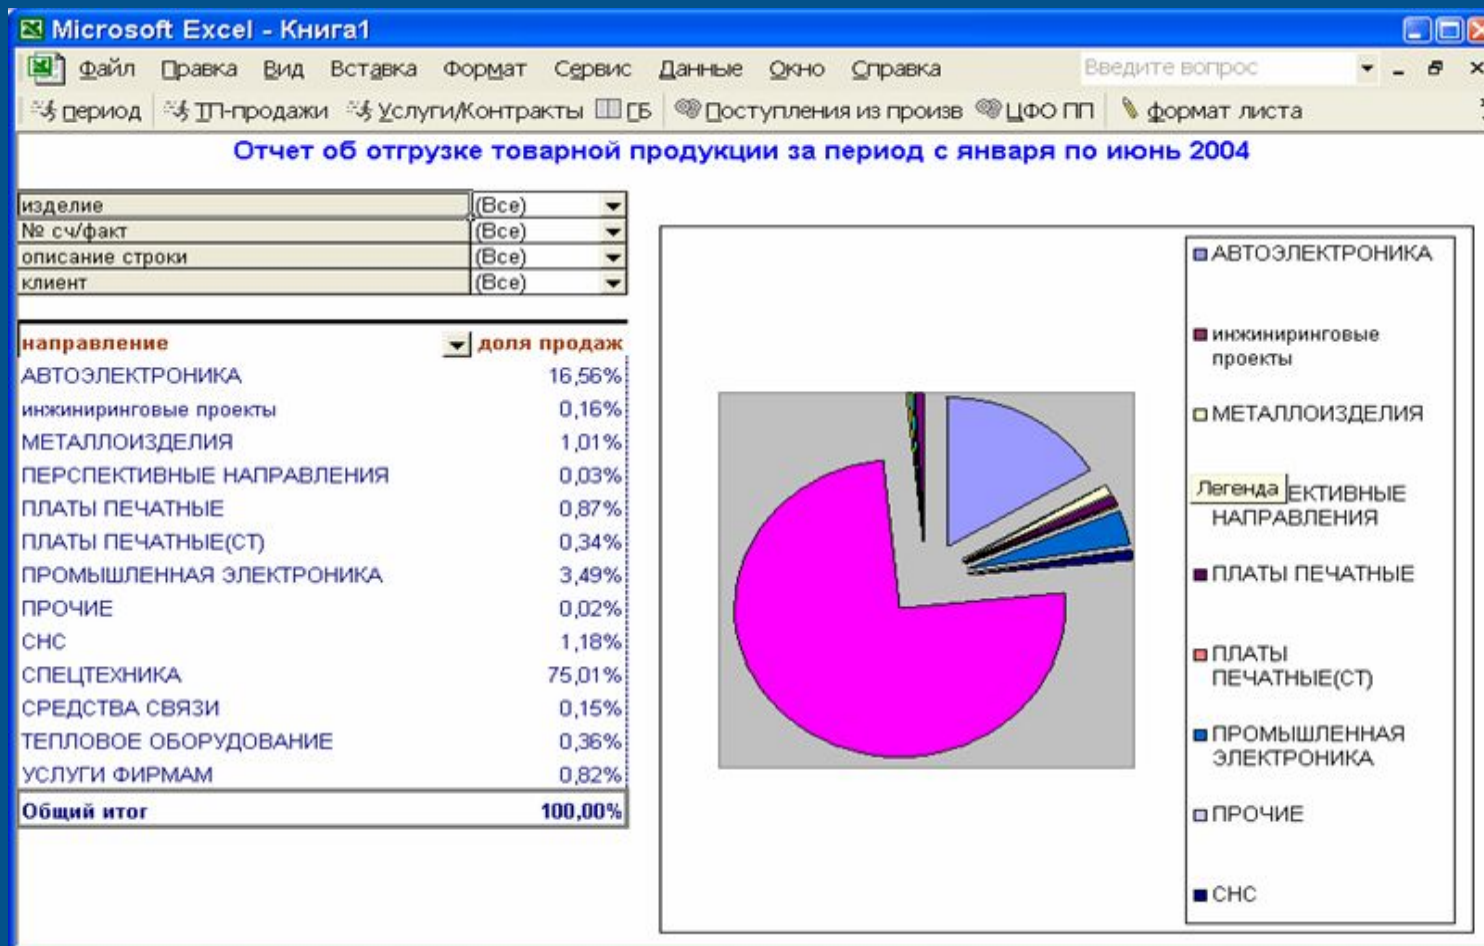 Microsoft Excel - Книга1
Файл Правка Вид Вставка Формат Сервис Данные Окно Справка Введите вопрос
период ТП-продажи Услуги/Контракты ГБ Поступления из произв ЦФО ПП формат листа
Отчет об отгрузке товарной продукции за период с января по июнь 2004
изделие (Все)
№ сч/факт (Все)
описание строки (Все)
клиент (Все)
направление доля продаж
АВТОЭЛЕКТРОНИКА 16,56%
инжиниринговые проекты 0,16%
МЕТАЛЛОИЗДЕЛИЯ 1,01%
ПЕРСПЕКТИВНЫЕ НАПРАВЛЕНИЯ 0,03%
ПЛАТЫ ПЕЧАТНЫЕ 0,87%
ПЛАТЫ ПЕЧАТНЫЕ(СТ) 0,34%
ПРОМЫШЛЕННАЯ ЭЛЕКТРОНИКА 3,49%
ПРОЧИЕ 0,02%
СНС 1,18%
СПЕЦТЕХНИКА 75,01%
СРЕДСТВА СВЯЗИ 0,15%
ТЕПЛОВОЕ ОБОРУДОВАНИЕ 0,36%
УСЛУГИ ФИРМАМ 0,82%
Общий итог 100,00%
АВТОЭЛЕКТРОНИКА
инжиниринговые
проекты
МЕТАЛЛОИЗДЕЛИЯ
Легенда ЕКТИВНЫЕ
НАПРАВЛЕНИЯ
ПЛАТЫ ПЕЧАТНЫЕ
ПЛАТЫ
ПЕЧАТНЫЕ(СТ)
ПРОМЫШЛЕННАЯ
ЭЛЕКТРОНИКА
ПРОЧИЕ
СНС